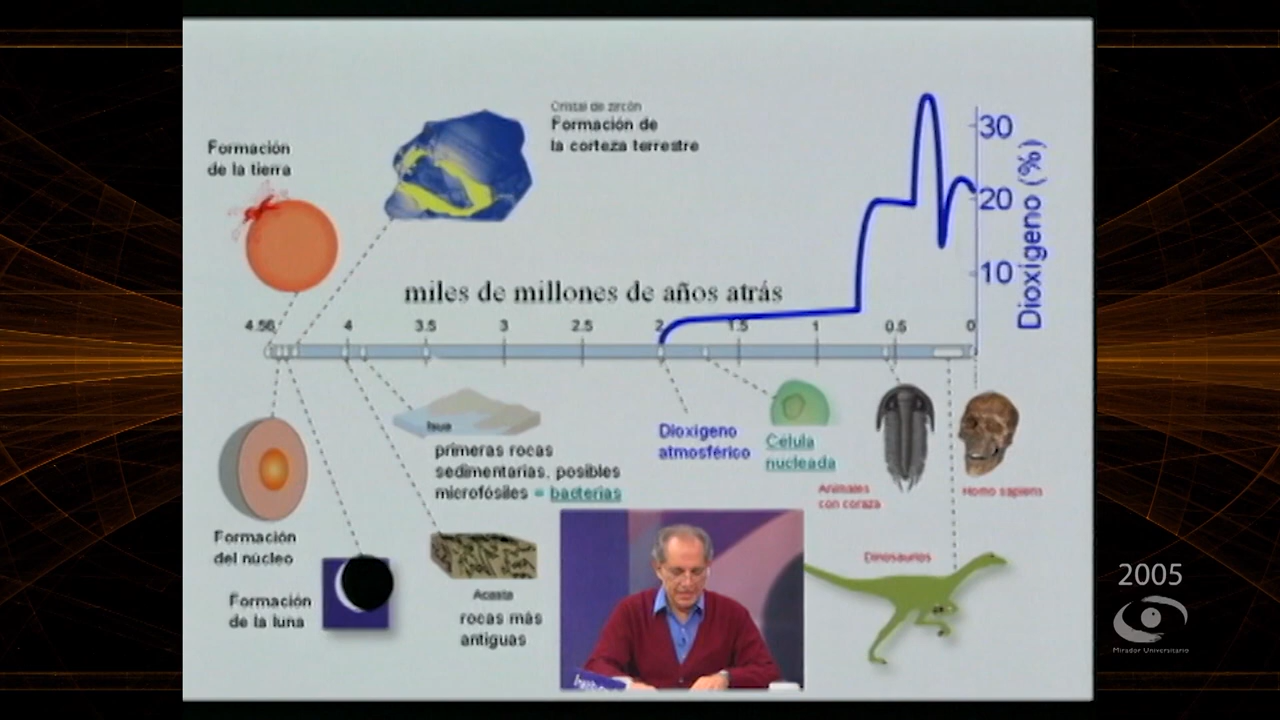 Cristal de zircón
Formación de
la corteza terrestre
Formación
de la tierra
30
20
10
Dioxígeno (%)
miles de millones de años atrás
4.56
4
3.5
3
2.5
2
1.5
1
0.5
0
Isua
primeras rocas
sedimentarias, posibles
microfósiles = bacterias
Dioxígeno
atmosférico
Célula
nucleada
Animales
con coraza
Homo sapiens
Formación
del núcleo
Formación
de la luna
Acasta
rocas más
antiguas
Dinosaurios
2005
Mirador Universitario